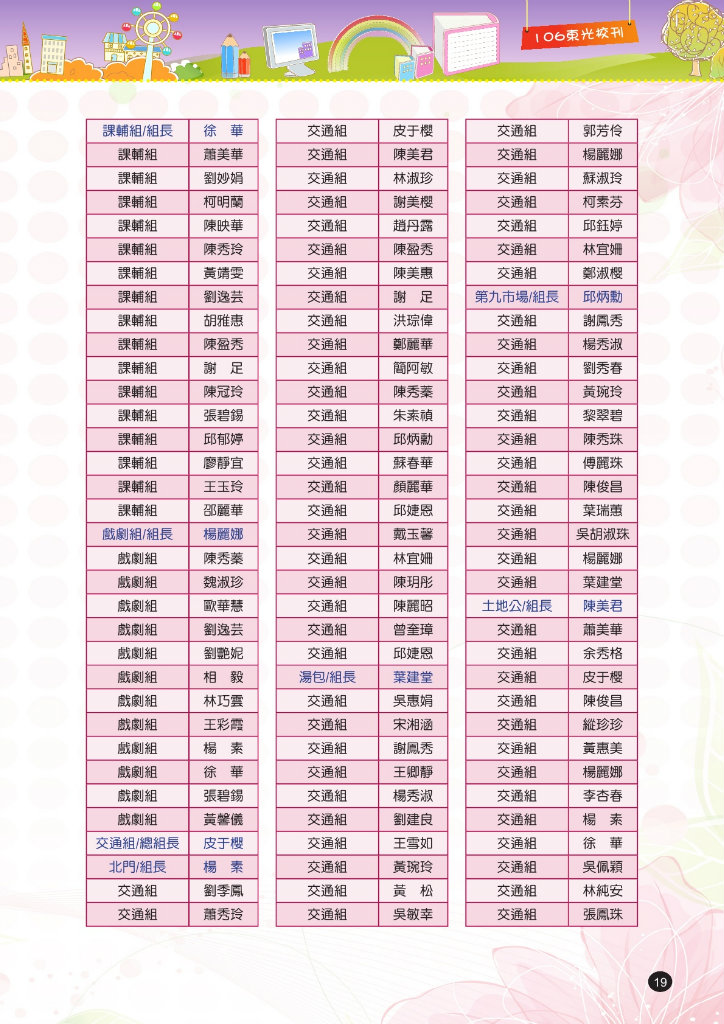 106東光校刊
課輔組/組長 徐 華
課輔組 蕭美華
課輔組 劉妙娟
課輔組 柯明蘭
課輔組 陳映華
課輔組 陳秀玲
課輔組 黃靖雯
課輔組 劉逸芸
課輔組 胡雅惠
課輔組 陳盈秀
課輔組 謝 足
課輔組 陳冠玲
課輔組 張碧錫
課輔組 邱郁婷
課輔組 廖靜宜
課輔組 王玉玲
課輔組 邵麗華
戲劇組/組長 楊麗娜
戲劇組 陳秀蘂
戲劇組 魏淑珍
戲劇組 歐華慧
戲劇組 劉逸芸
戲劇組 劉艷妮
戲劇組 相 毅
戲劇組 林巧雲
戲劇組 王彩霞
戲劇組 楊 素
戲劇組 徐 華
戲劇組 張碧錫
戲劇組 黃馨儀
交通組/總組長 皮于櫻
北門/組長 楊 素
交通組 劉季鳳
交通組 蕭秀玲
交通組 皮于櫻
交通組 陳美君
交通組 林淑珍
交通組 謝美櫻
交通組 趙丹露
交通組 陳盈秀
交通組 陳美惠
交通組 謝 足
交通組 洪琮偉
交通組 鄭麗華
交通組 簡阿敏
交通組 陳秀蘂
交通組 朱素禎
交通組 邱炳勳
交通組 蘇春華
交通組 顏麗華
交通組 邱婕恩
交通組 戴玉馨
交通組 林宜姍
交通組 陳玥彤
交通組 陳麗昭
交通組 曾奎璋
交通組 邱婕恩
湯包/組長 葉建堂
交通組 吳惠娟
交通組 宋湘涵
交通組 謝鳳秀
交通組 王卿靜
交通組 楊秀淑
交通組 劉建良
交通組 王雪如
交通組 黃琬玲
交通組 黃 松
交通組 吳敏幸
交通組 郭芳伶
交通組 楊麗娜
交通組 蘇淑玲
交通組 柯素芬
交通組 邱鈺婷
交通組 林宜姍
交通組 鄭淑櫻
第九市場/組長 邱炳勳
交通組 謝鳳秀
交通組 楊秀淑
交通組 劉秀春
交通組 黃琬玲
交通組 黎翠碧
交通組 陳秀珠
交通組 傅麗珠
交通組 陳俊昌
交通組 葉瑞蕙
交通組 吳胡淑珠
交通組 楊麗娜
交通組 葉建堂
土地公/組長 陳美君
交通組 蕭美華
交通組 余秀格
交通組 皮于櫻
交通組 陳俊昌
交通組 縱珍珍
交通組 黃惠美
交通組 楊麗娜
交通組 李杏春
交通組 楊 素
交通組 徐 華
交通組 吳佩穎
交通組 林純安
交通組 張鳳珠
19